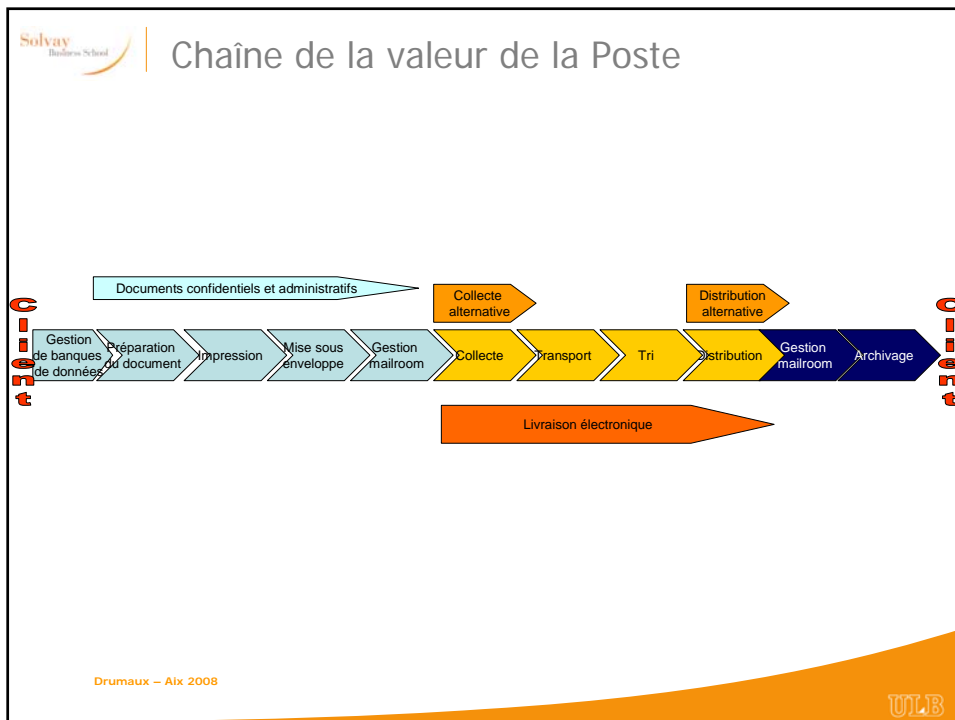 Solvay
Business School
Chaîne de la valeur de la Poste
Documents confidentiels et administratifs
Collecte
alternative
Distribution
alternative
Client
Gestion
de banques
de données
Préparation
du document
Impression
Mise sous
enveloppe
Gestion
mailroom
Collecte
Transport
Tri
Distribution
Gestion
mailroom
Archivage
Client
Livraison électronique
Drumaux – Aix 2008
ULB